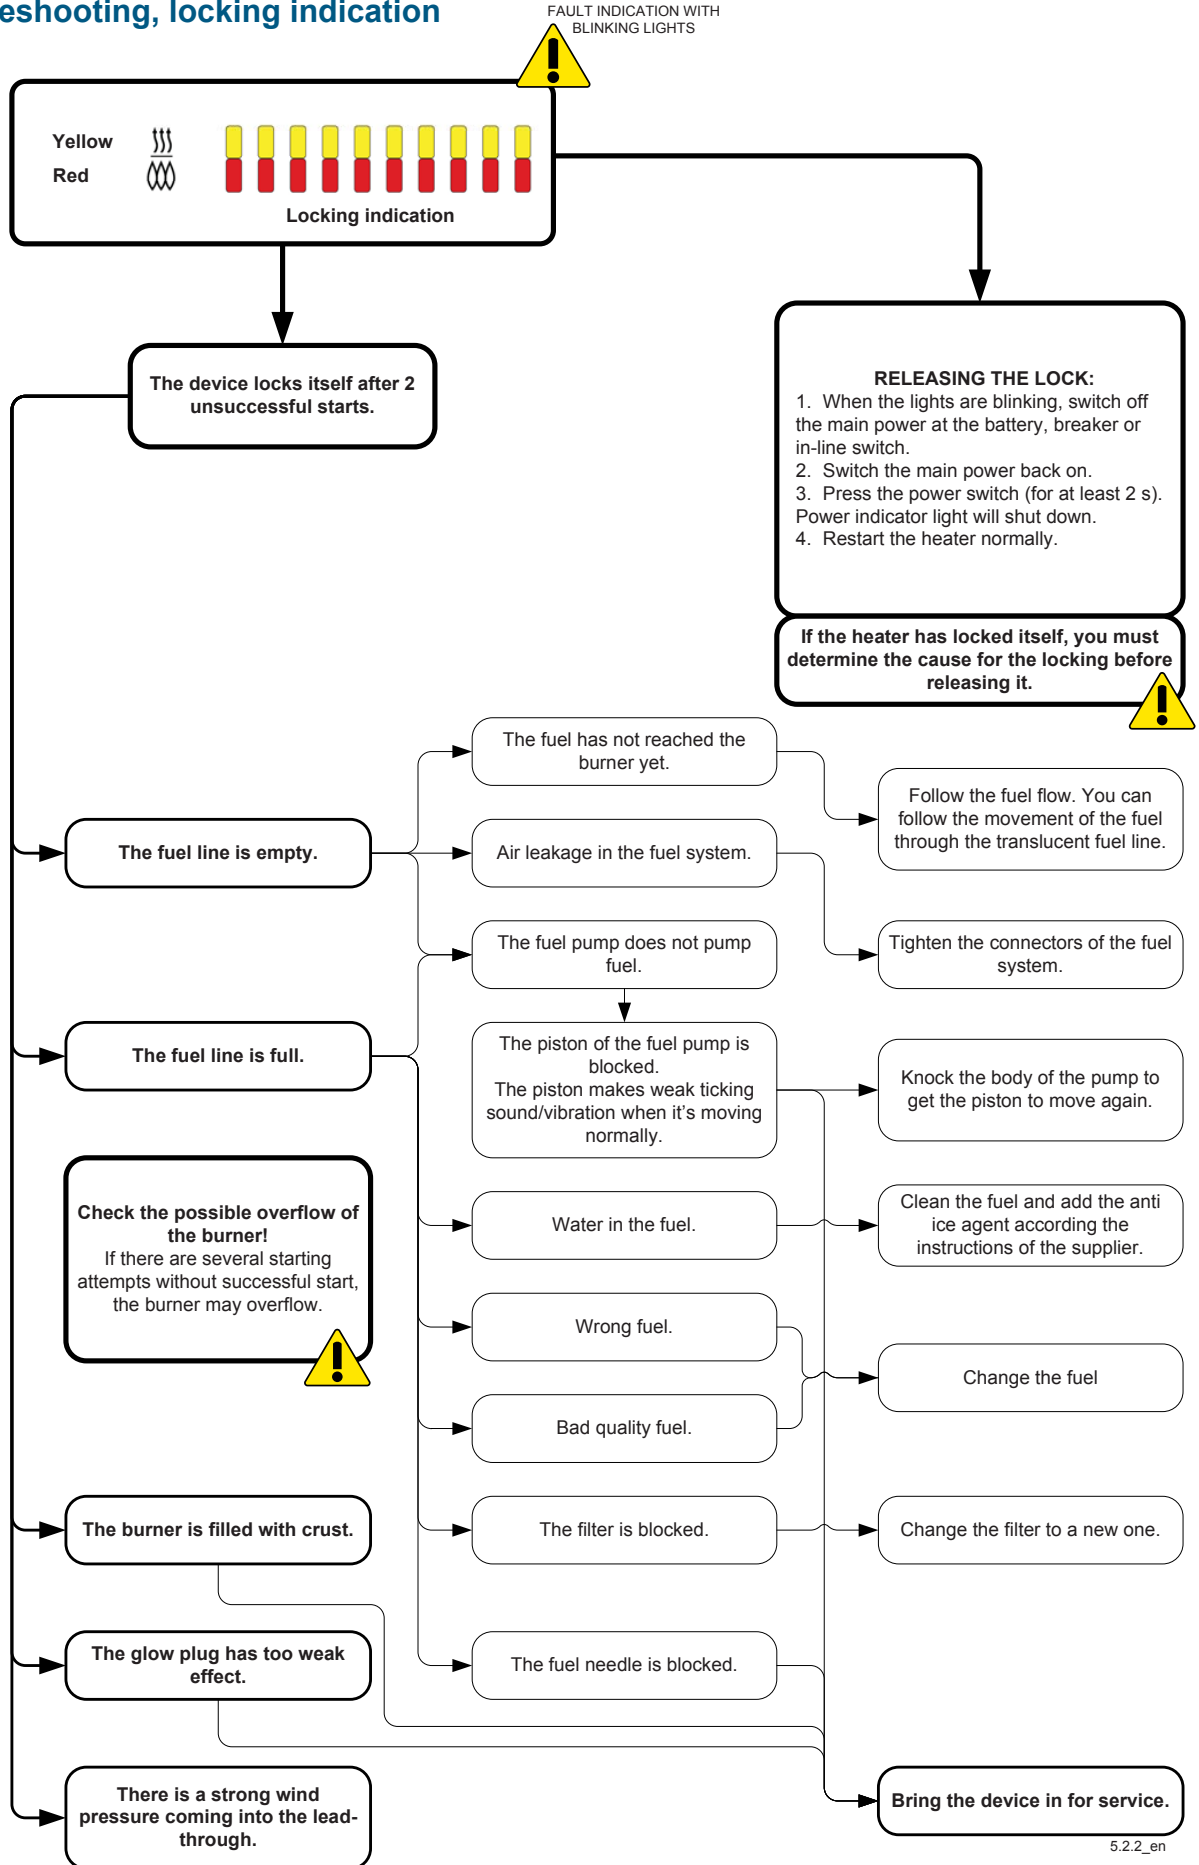 eshooting, locking indication
FAULT INDICATION WITH
BLINKING LIGHTS
Yellow
Red
Locking indication
The device locks itself after 2
unsuccessful starts.
RELEASING THE LOCK:
1. When the lights are blinking, switch off
the main power at the battery, breaker or
in-line switch.
2. Switch the main power back on.
3. Press the power switch (for at least 2 s).
Power indicator light will shut down.
4. Restart the heater normally.
If the heater has locked itself, you must
determine the cause for the locking before
releasing it.
The fuel has not reached the
burner yet.
Follow the fuel flow. You can
follow the movement of the fuel
through the translucent fuel line.
The fuel line is empty.
Air leakage in the fuel system.
The fuel pump does not pump
fuel.
Tighten the connectors of the fuel
system.
The fuel line is full.
The piston of the fuel pump is
blocked.
The piston makes weak ticking
sound/vibration when it's moving
normally.
Knock the body of the pump to
get the piston to move again.
Check the possible overflow of
the burner!
If there are several starting
attempts without successful start,
the burner may overflow.
Water in the fuel.
Clean the fuel and add the anti
ice agent according the
instructions of the supplier.
Wrong fuel.
Change the fuel
Bad quality fuel.
The burner is filled with crust.
The filter is blocked.
Change the filter to a new one.
The glow plug has too weak
effect.
The fuel needle is blocked.
There is a strong wind
pressure coming into the lead-
through.
Bring the device in for service.
5.2.2_en